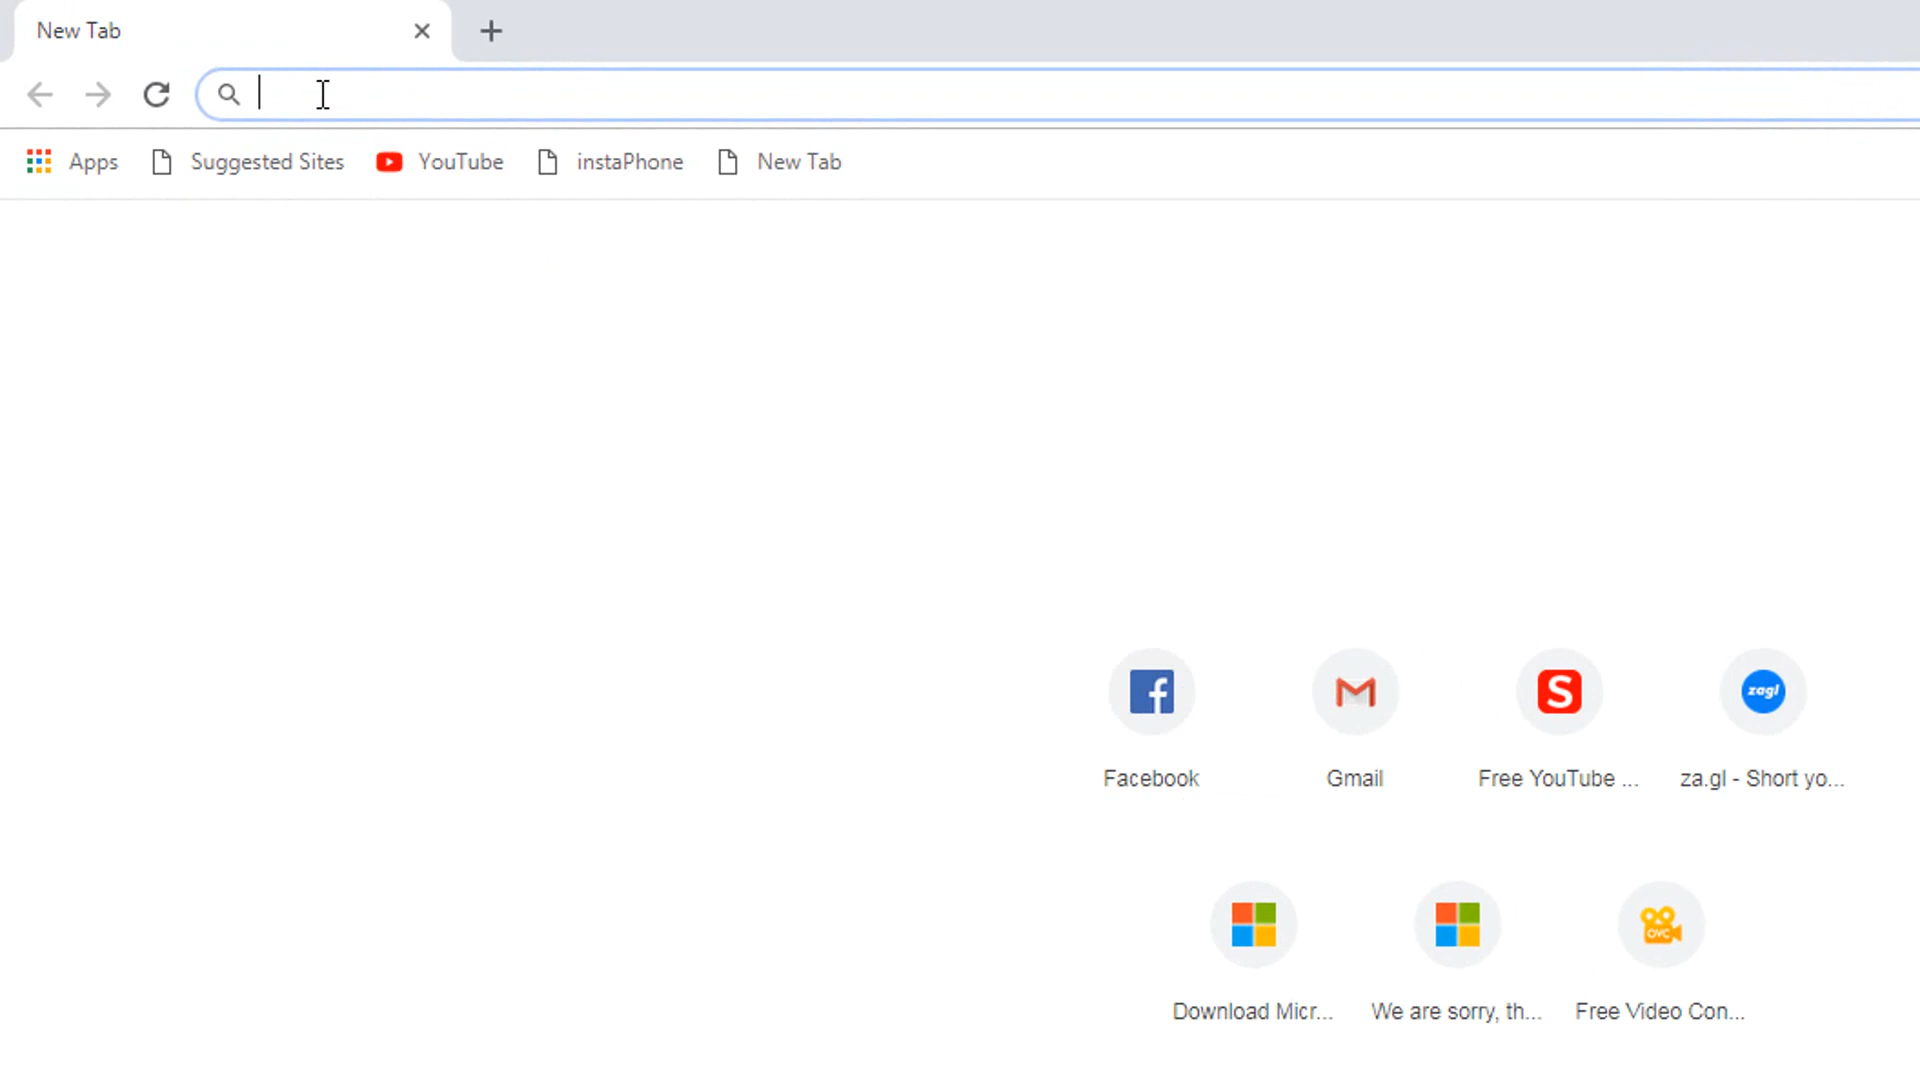 New Tab
Apps Suggested Sites YouTube instaPhone New Tab
f S zagl
Facebook Gmail Free YouTube ... za.gl - Short yo...
OVC
Download Micr... We are sorry, th... Free Video Con...